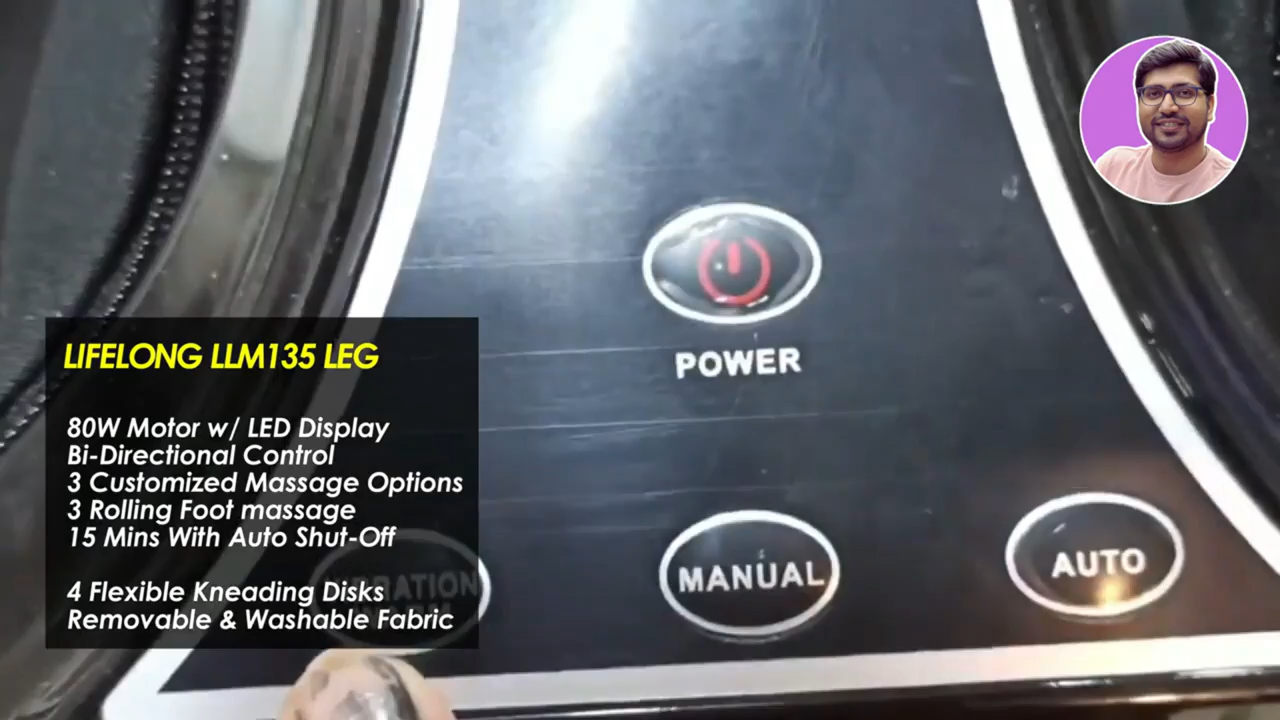 LIFELONG LLM135 LEG
80W Motor w/ LED Display
Bi-Directional Control
3 Customized Massage Options
3 Rolling Foot massage
15 Mins With Auto Shut-Off
4 Flexible Kneading Disks
Removable & Washable Fabric
POWER
MANUAL
AUTO